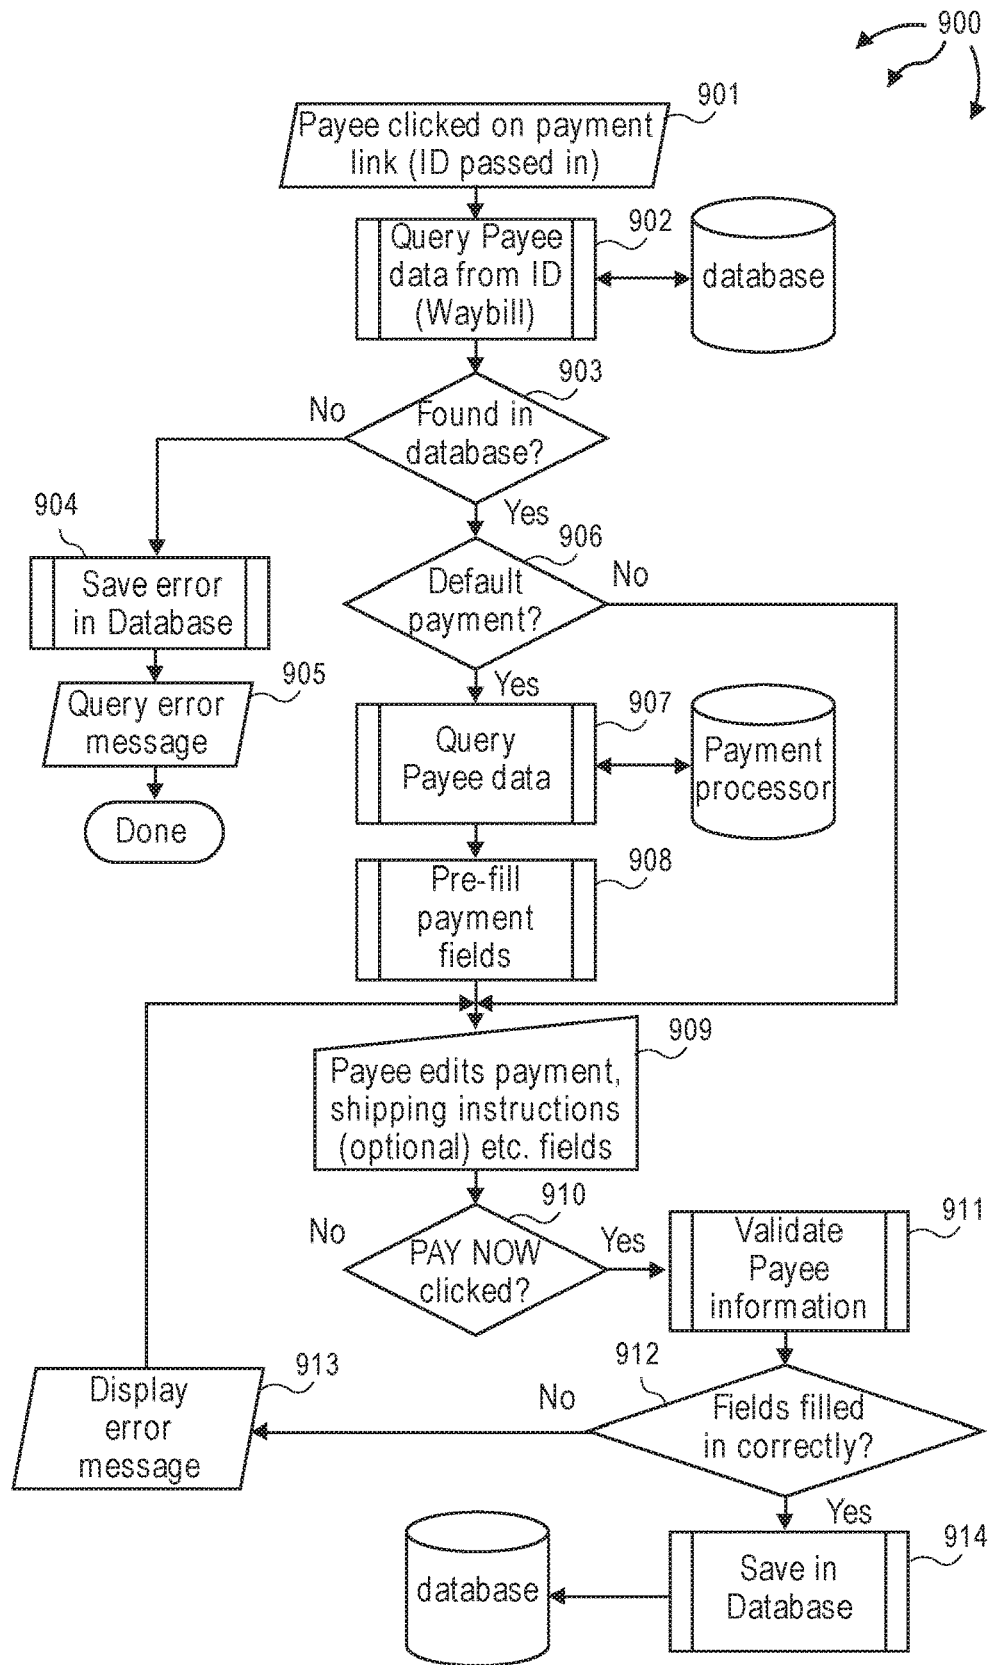 900
901
Payee clicked on payment
link (ID passed in)
902
Query Payee
data from ID
(Waybill)
database
903
No
Found in
database?
904
Yes
906
Save error
in Database
Default
payment?
No
905
Yes
Query error
message
907
Query
Payee data
Payment
processor
Done
908
Pre-fill
payment
fields
909
Payee edits payment,
shipping instructions
(optional) etc. fields
910
No
PAY NOW
clicked?
Yes
911
Validate
Payee
information
912
913
Display
error
message
No
Fields filled
in correctly?
Yes
914
database
Save in
Database